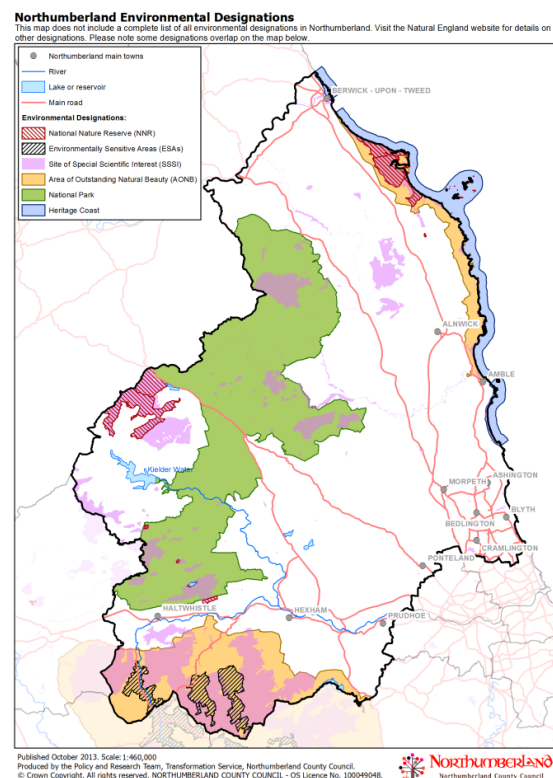 Northumberland Environmental Designations
This map does not include a complete list of all environmental designations in Northumberland. Visit the Natural England website for details on
other designations. Please note some designations overlap on the map below.
Northumberland main towns
River
Lake or reservoir
Main road
Environmental Designations:
National Nature Reserve (NNR)
Environmentally Sensitive Areas (ESAs)
Site of Special Scientific Interest (SSSI)
Area of Outstanding Natural Beauty (AONB)
National Park
Heritage Coast
BERWICK - UPON - TWEED
ALNWICK
AMBLE
Kielder Water
ASHINGTON
MORPETH
BLYTH
BEDLINGTON
CRAMLINGTON
PONTELAND
HALTWHISTLE
HEXHAM
PRUDHOE
Published October 2013. Scale: 1:460,000
Produced by the Policy and Research Team, Transformation Service, Northumberland County Council.
© Crown Copyright. All rights reserved. NORTHUMBERLAND COUNTY COUNCIL - OS Licence No. 100049048.
NORTHUMBERLAND
Northumberland County Council